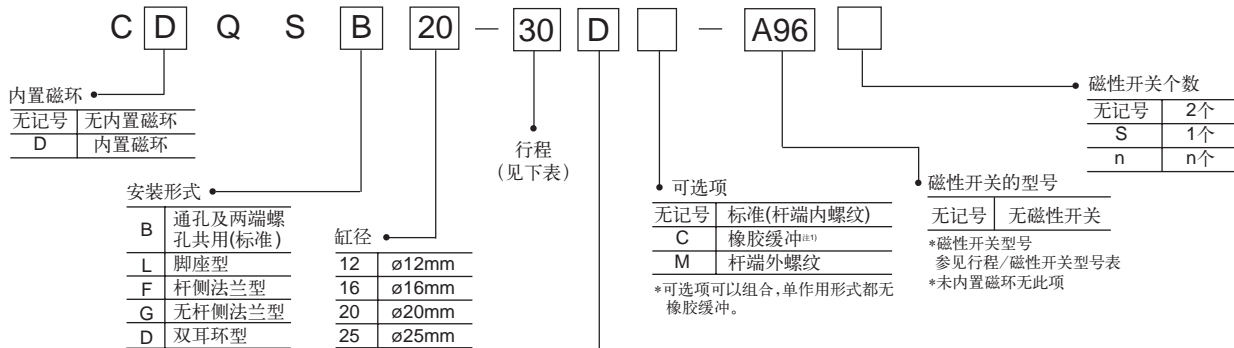 C D Q S B 20 — 30 D — A96
内置磁环
无记号 无内置磁环
D 内置磁环
安装形式
B 通孔及两端螺
孔共用(标准)
L 脚座型
F 杆侧法兰型
G 无杆侧法兰型
D 双耳环型
缸径
12 ø12mm
16 ø16mm
20 ø20mm
25 ø25mm
行程
(见下表)
可选项
无记号 标准(杆端内螺纹)
C 橡胶缓冲注1)
M 杆端外螺纹
*可选项可以组合,单作用形式都无
橡胶缓冲。
磁性开关的型号
无记号 无磁性开关
*磁性开关型号
参见行程/磁性开关型号表
*未内置磁环无此项
磁性开关个数
无记号 2个
S 1个
n n个